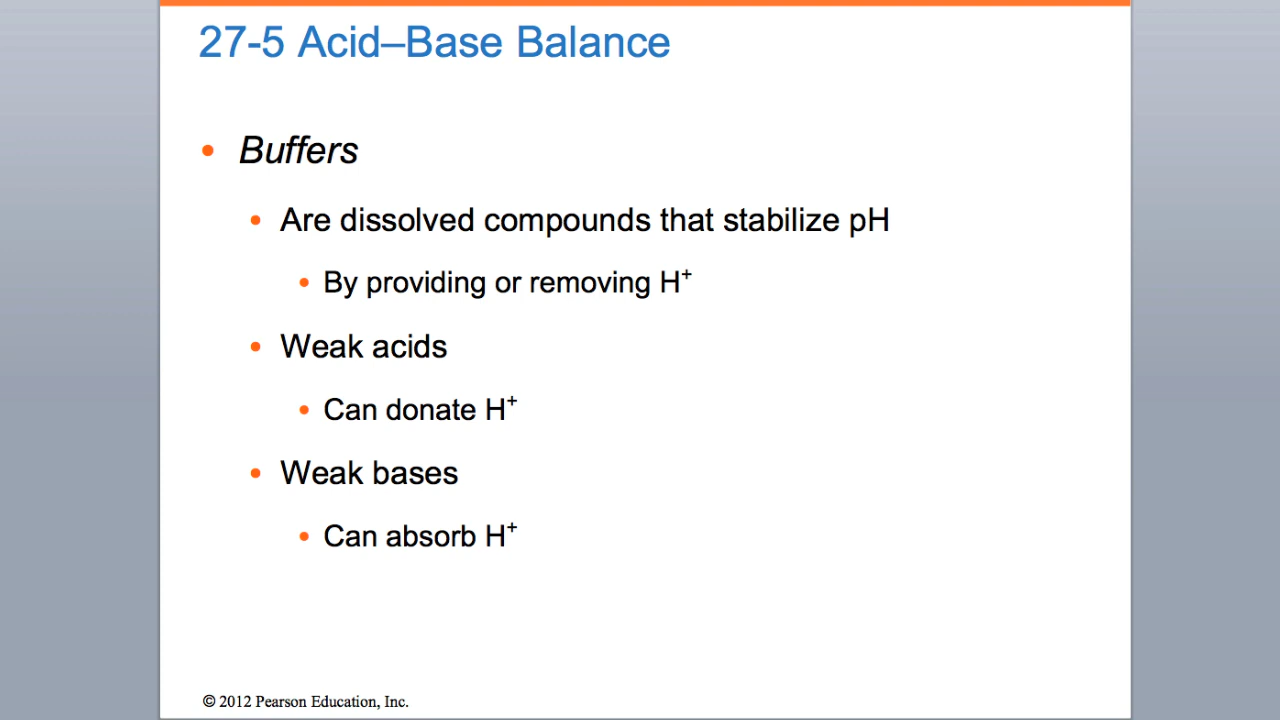 27-5 Acid–Base Balance
• Buffers
• Are dissolved compounds that stabilize pH
• By providing or removing H⁺
• Weak acids
• Can donate H⁺
• Weak bases
• Can absorb H⁺
© 2012 Pearson Education, Inc.